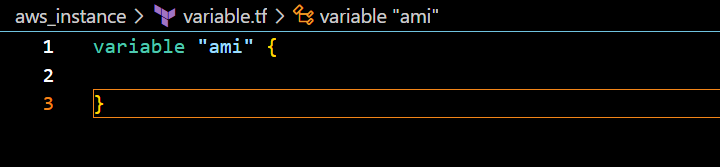 aws_instance > variable.tf > variable "ami"
1 variable "ami" {
2
3 }